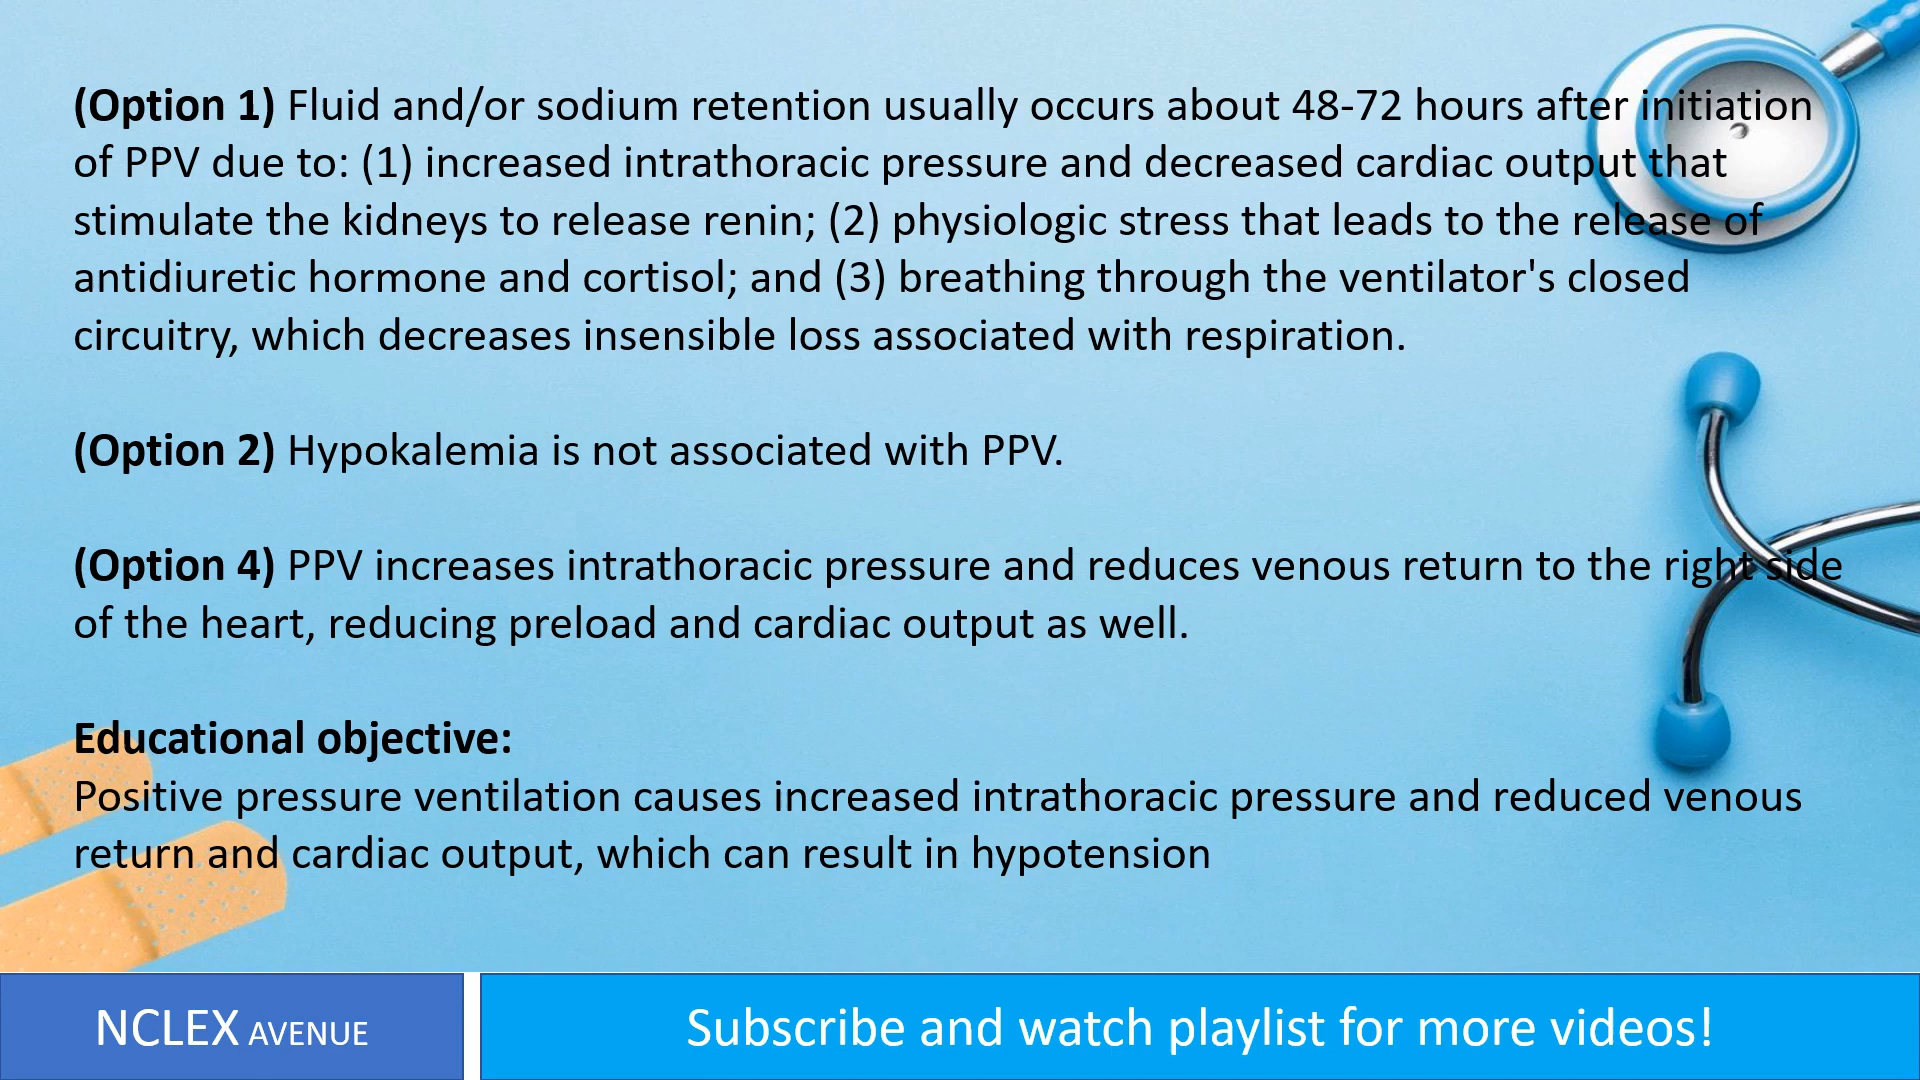 (Option 1) Fluid and/or sodium retention usually occurs about 48-72 hours after initiation
of PPV due to: (1) increased intrathoracic pressure and decreased cardiac output that
stimulate the kidneys to release renin; (2) physiologic stress that leads to the release of
antidiuretic hormone and cortisol; and (3) breathing through the ventilator's closed
circuitry, which decreases insensible loss associated with respiration.
(Option 2) Hypokalemia is not associated with PPV.
(Option 4) PPV increases intrathoracic pressure and reduces venous return to the right side
of the heart, reducing preload and cardiac output as well.
Educational objective:
Positive pressure ventilation causes increased intrathoracic pressure and reduced venous
return and cardiac output, which can result in hypotension
NCLEX AVENUE
Subscribe and watch playlist for more videos!